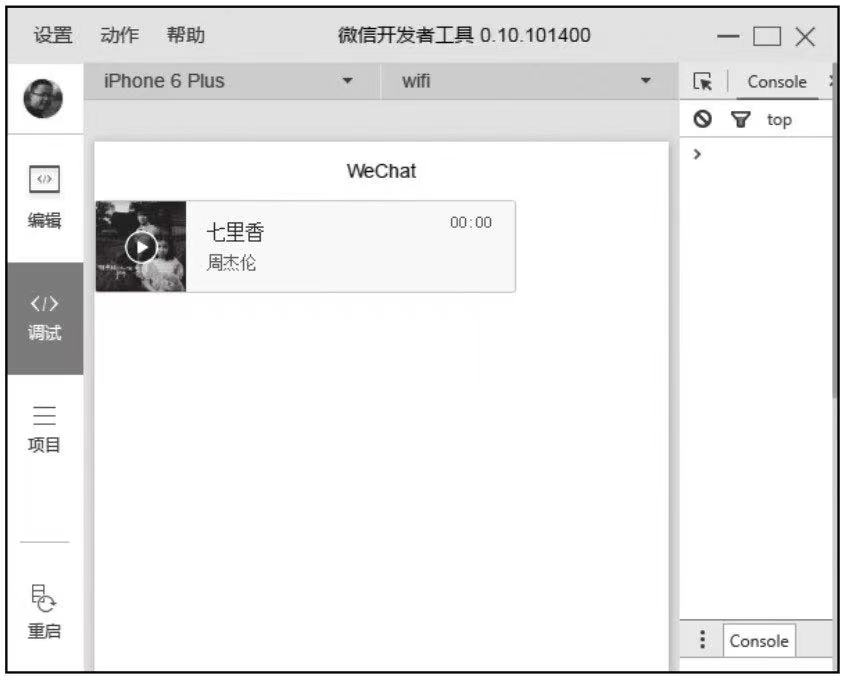 设置 动作 帮助 微信开发者工具 0.10.101400
iPhone 6 Plus wifi Console
top
WeChat
七里香 00:00
周杰伦
编辑
调试
项目
重启
Console